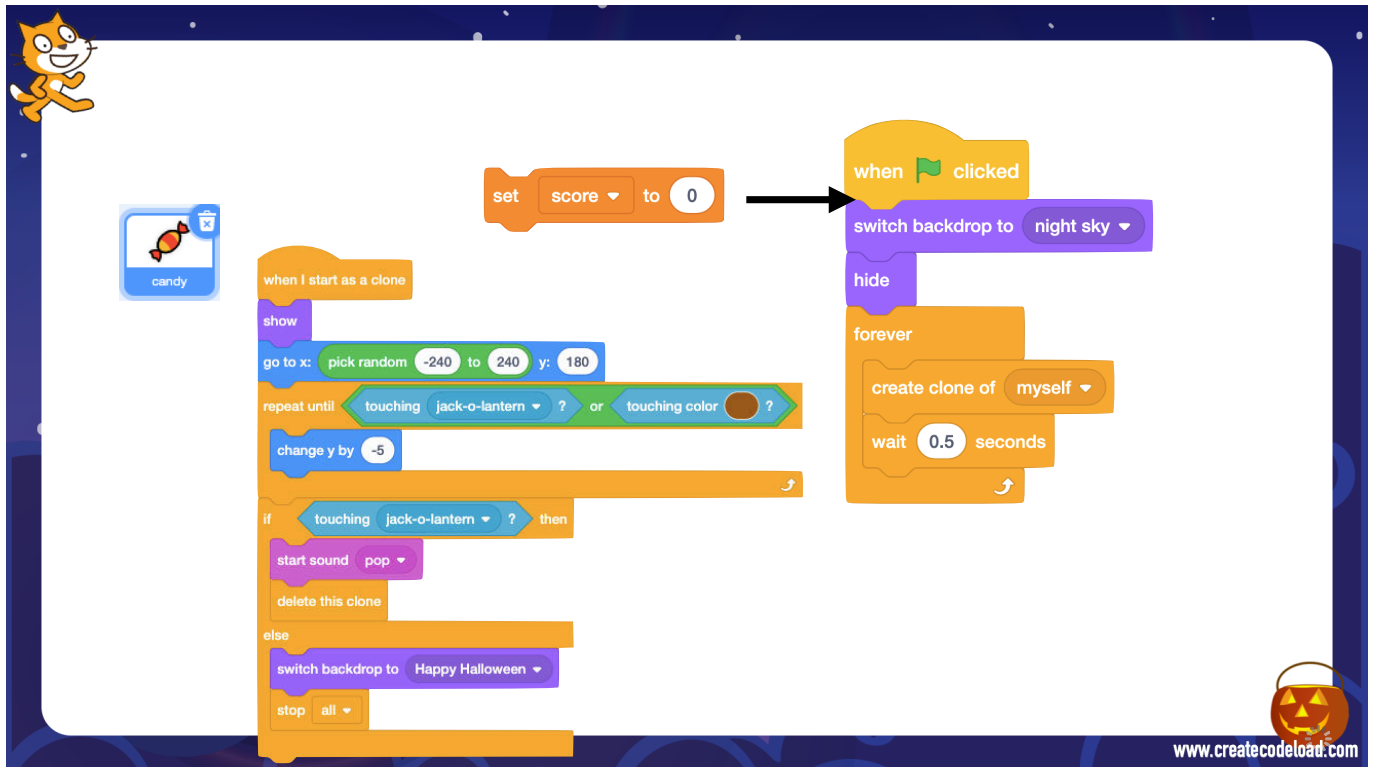 set score to 0
when clicked
switch backdrop to night sky
hide
forever
create clone of myself
wait 0.5 seconds
candy
when I start as a clone
show
go to x: pick random -240 to 240 y: 180
repeat until touching jack-o-lantern ? or touching color ?
change y by -5
if touching jack-o-lantern ? then
start sound pop
delete this clone
else
switch backdrop to Happy Halloween
stop all
www.createcodeload.com